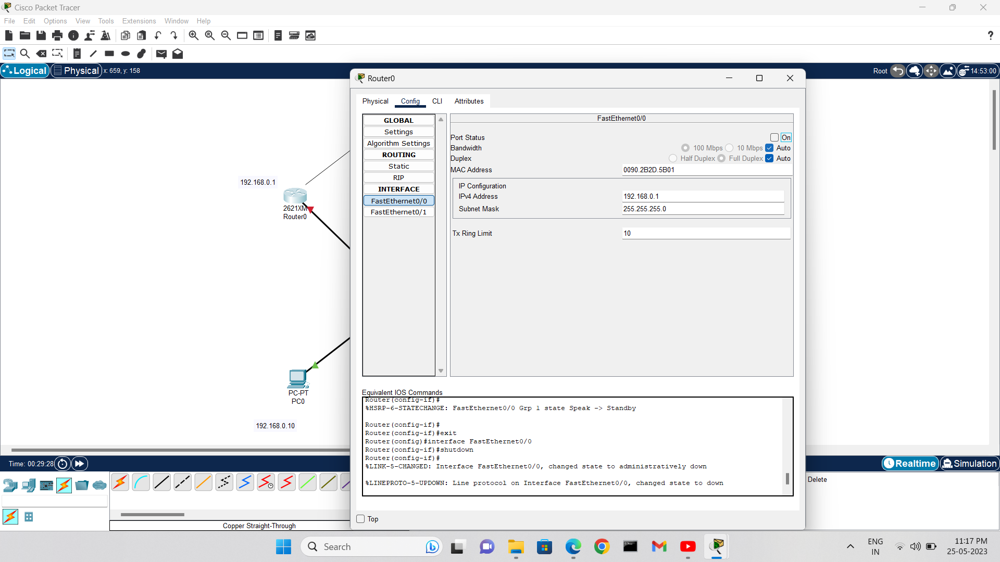 Cisco Packet Tracer
File Edit Options View Tools Extensions Window Help
?
Logical Physical x: 659, y: 158
Root 14:53:00
Router0
Physical Config CLI Attributes
GLOBAL
Settings
Algorithm Settings
ROUTING
Static
RIP
INTERFACE
FastEthernet0/0
FastEthernet0/1
FastEthernet0/0
Port Status On
Bandwidth 100 Mbps 10 Mbps Auto
Duplex Half Duplex Full Duplex Auto
MAC Address 0090.2B2D.5B01
IP Configuration
IPv4 Address 192.168.0.1
Subnet Mask 255.255.255.0
Tx Ring Limit 10
192.168.0.1
2621XM
Router0
PC-PT
PC0
192.168.0.10
Equivalent IOS Commands
Router(config-if)#
%HSRP-6-STATECHANGE: FastEthernet0/0 Grp 1 state Speak -> Standby
Router(config-if)#
Router(config-if)#exit
Router(config)#interface FastEthernet0/0
Router(config-if)#shutdown
Router(config-if)#
%LINK-5-CHANGED: Interface FastEthernet0/0, changed state to administratively down
%LINEPROTO-5-UPDOWN: Line protocol on Interface FastEthernet0/0, changed state to down
Top
Time: 00:29:28
Realtime Simulation
Delete
Copper Straight-Through
Search
ENG
IN
11:17 PM
25-05-2023